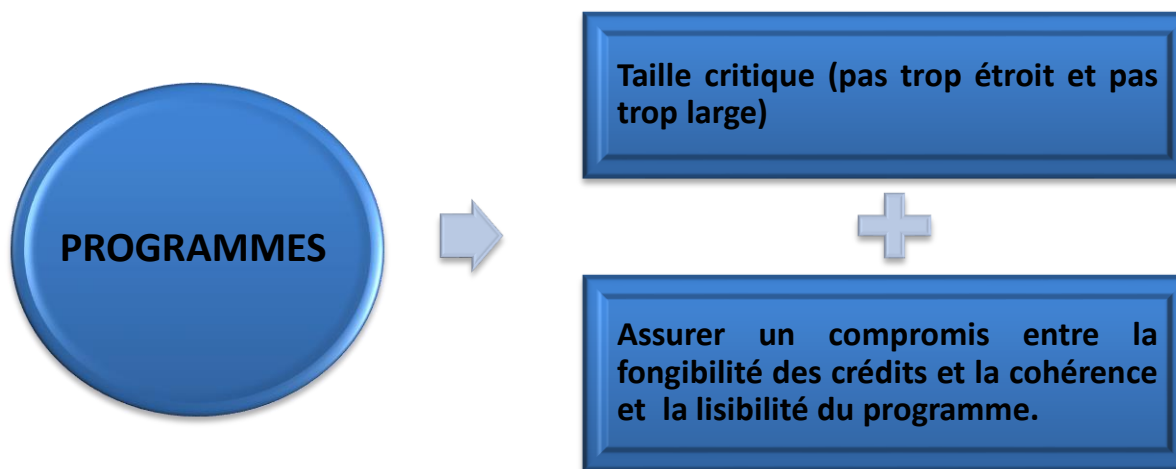 PROGRAMMES
Taille critique (pas trop étroit et pas
trop large)
Assurer un compromis entre la
fongibilité des crédits et la cohérence
et la lisibilité du programme.